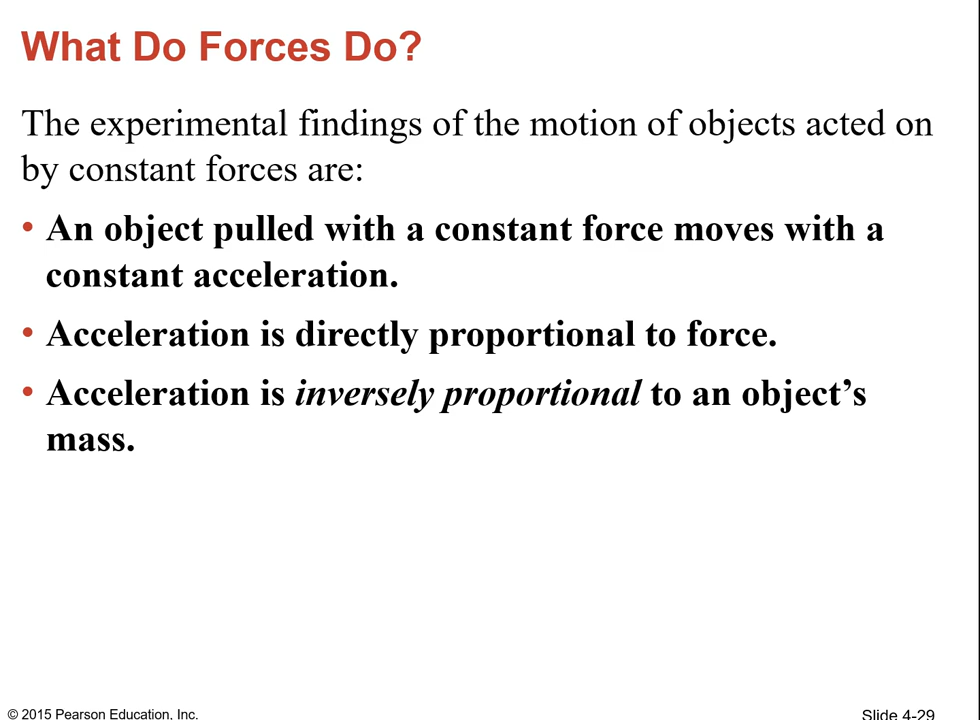 What Do Forces Do?
The experimental findings of the motion of objects acted on
by constant forces are:
• An object pulled with a constant force moves with a
constant acceleration.
• Acceleration is directly proportional to force.
• Acceleration is inversely proportional to an object’s
mass.
© 2015 Pearson Education, Inc.
Slide 4-29